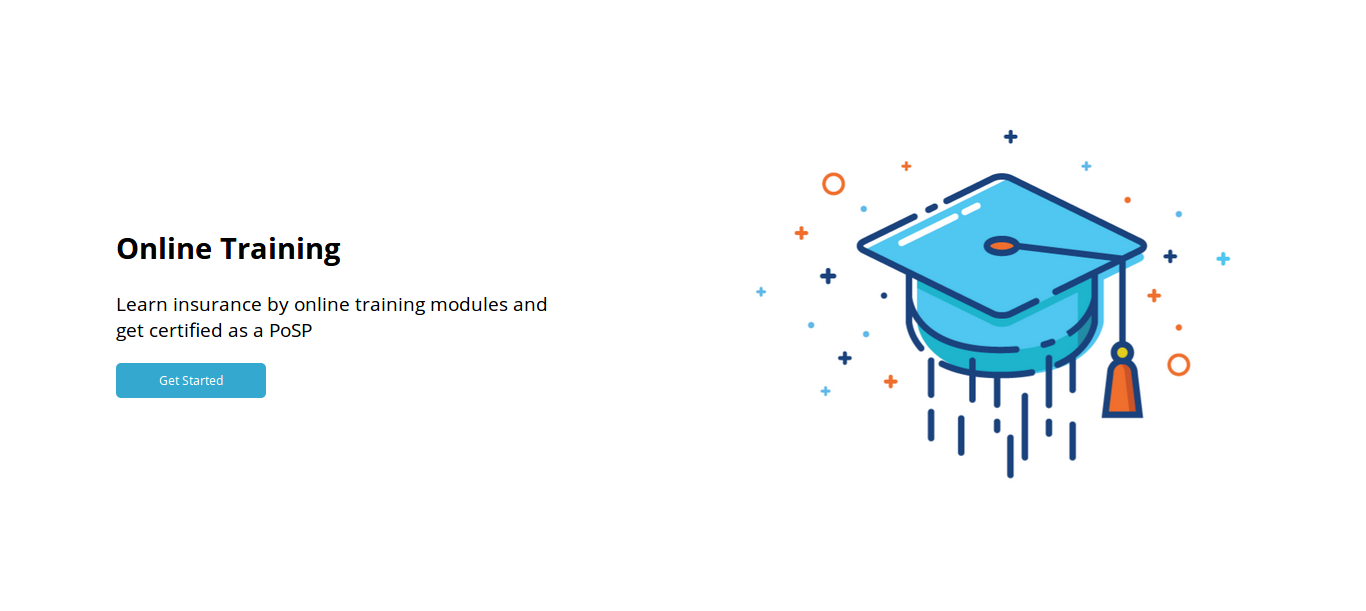 Online Training
Learn insurance by online training modules and
get certified as a PoSP
Get Started